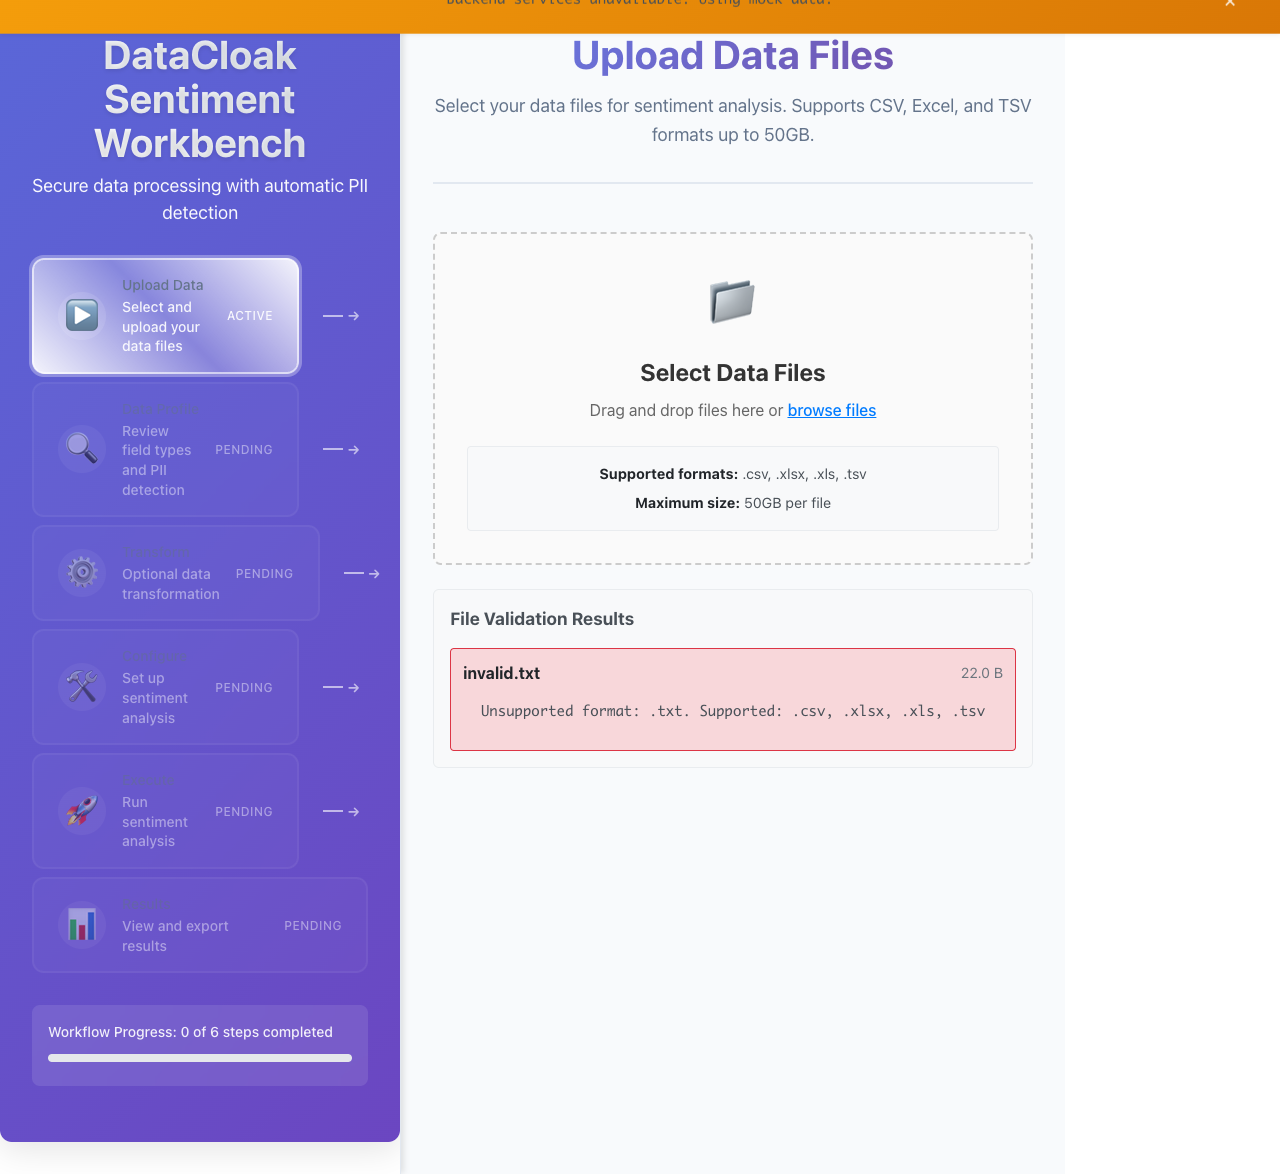 Backend services unavailable. Using mock data.
×
DataCloak
Sentiment
Workbench
Secure data processing with automatic PII
detection
Upload Data
Select and
upload your
data files
ACTIVE
Review
field types
and PII
detection
PENDING
Optional data
transformation
PENDING
Set up
sentiment
analysis
PENDING
Run
sentiment
analysis
PENDING
View and export
results
PENDING
Workflow Progress: 0 of 6 steps completed
Upload Data Files
Select your data files for sentiment analysis. Supports CSV, Excel, and TSV
formats up to 50GB.
Select Data Files
Drag and drop files here or browse files
Supported formats: .csv, .xlsx, .xls, .tsv
Maximum size: 50GB per file
File Validation Results
invalid.txt
22.0 B
Unsupported format: .txt. Supported: .csv, .xlsx, .xls, .tsv